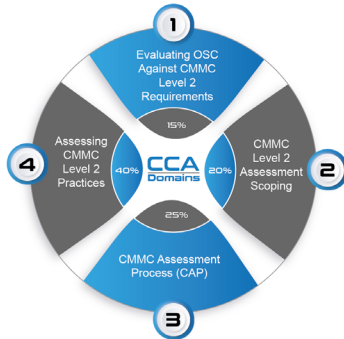 1
Evaluating OSC
Against CMMC
Level 2
Requirements
15%
4
Assessing
CMMC
Level 2
Practices
40%
CCA
Domains
20%
CMMC
Level 2
Assessment
Scoping
2
25%
CMMC Assessment
Process (CAP)
3